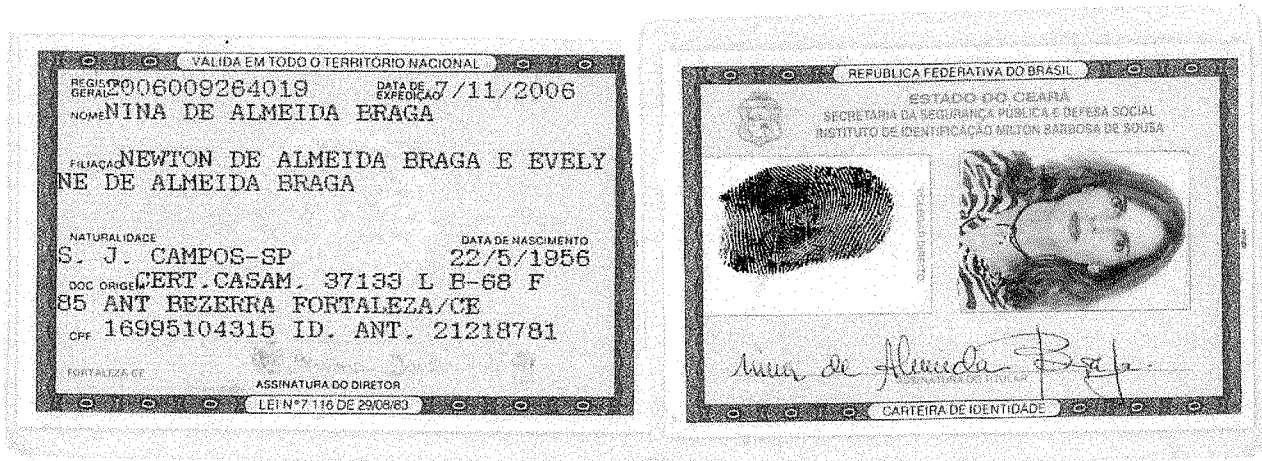 VÁLIDA EM TODO O TERRITÓRIO NACIONAL
REGISTRO GERAL 2006009264019 DATA DE EXPEDIÇÃO 7/11/2006
NOME NINA DE ALMEIDA BRAGA
FILIAÇÃO NEWTON DE ALMEIDA BRAGA E EVELY
NE DE ALMEIDA BRAGA
NATURALIDADE DATA DE NASCIMENTO
S. J. CAMPOS-SP 22/5/1956
DOC ORIGEM CERT.CASAM. 37133 L B-68 F
85 ANT BEZERRA FORTALEZA/CE
CPF 16995104315 ID. ANT. 21218781
FORTALEZA-CE
ASSINATURA DO DIRETOR
LEI Nº 7.116 DE 29/08/83
REPÚBLICA FEDERATIVA DO BRASIL
ESTADO DO CEARÁ
SECRETARIA DA SEGURANÇA PÚBLICA E DEFESA SOCIAL
INSTITUTO DE IDENTIFICAÇÃO MILTON BARBOSA DE SOUSA
POLEGAR DIREITO
Nina de Almeida Braga
ASSINATURA DO TITULAR
CARTEIRA DE IDENTIDADE